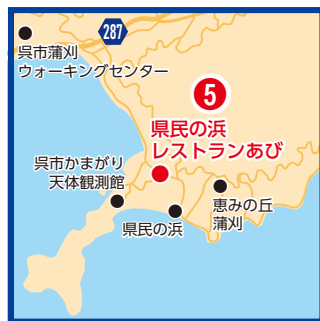 287
呉市蒲刈
ウォーキングセンター
5
県民の浜
レストランあび
呉市かまがり
天体観測館
恵みの丘
蒲刈
県民の浜